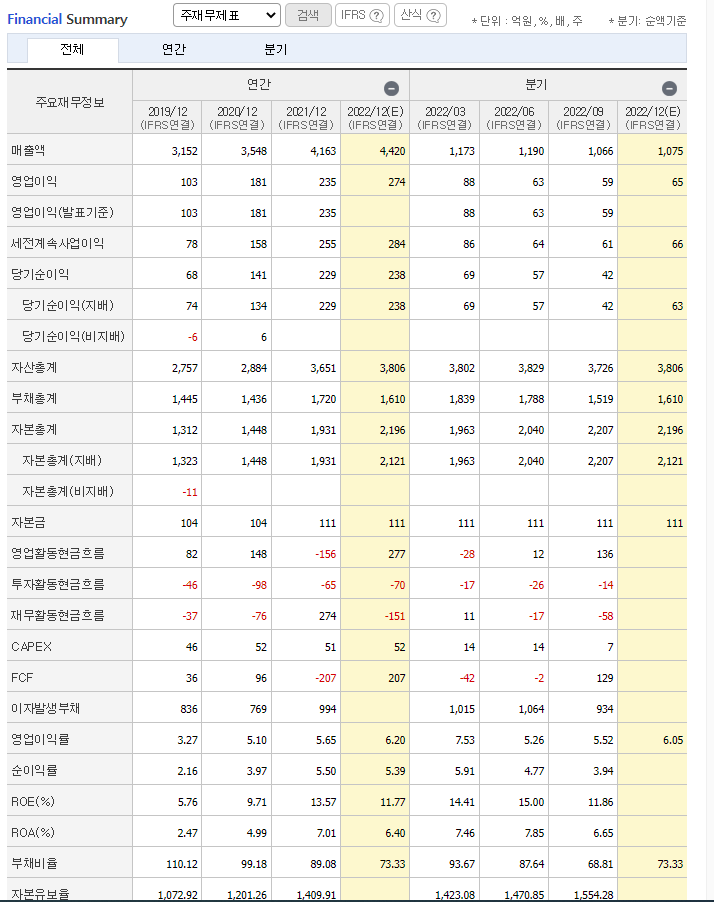 Financial Summary 주재무제표 검색 IFRS ? 산식 ? * 단위 : 억원, %, 배, 주 * 분기: 순액기준
전체 연간 분기
주요재무정보 연간 분기
2019/12 2020/12 2021/12 2022/12(E) 2022/03 2022/06 2022/09 2022/12(E)
(IFRS연결) (IFRS연결) (IFRS연결) (IFRS연결) (IFRS연결) (IFRS연결) (IFRS연결) (IFRS연결)
매출액 3,152 3,548 4,163 4,420 1,173 1,190 1,066 1,075
영업이익 103 181 235 274 88 63 59 65
영업이익(발표기준) 103 181 235 88 63 59
세전계속사업이익 78 158 255 284 86 64 61 66
당기순이익 68 141 229 238 69 57 42
당기순이익(지배) 74 134 229 238 69 57 42 63
당기순이익(비지배) -6 6
자산총계 2,757 2,884 3,651 3,806 3,802 3,829 3,726 3,806
부채총계 1,445 1,436 1,720 1,610 1,839 1,788 1,519 1,610
자본총계 1,312 1,448 1,931 2,196 1,963 2,040 2,207 2,196
자본총계(지배) 1,323 1,448 1,931 2,121 1,963 2,040 2,207 2,121
자본총계(비지배) -11
자본금 104 104 111 111 111 111 111 111
영업활동현금흐름 82 148 -156 277 -28 12 136
투자활동현금흐름 -46 -98 -65 -70 -17 -26 -14
재무활동현금흐름 -37 -76 274 -151 11 -17 -58
CAPEX 46 52 51 52 14 14 7
FCF 36 96 -207 207 -42 -2 129
이자발생부채 836 769 994 1,015 1,064 934
영업이익률 3.27 5.10 5.65 6.20 7.53 5.26 5.52 6.05
순이익률 2.16 3.97 5.50 5.39 5.91 4.77 3.94
ROE(%) 5.76 9.71 13.57 11.77 14.41 15.00 11.86
ROA(%) 2.47 4.99 7.01 6.40 7.46 7.85 6.65
부채비율 110.12 99.18 89.08 73.33 93.67 87.64 68.81 73.33
자본유보율 1,072.92 1,201.26 1,409.91 1,423.08 1,470.85 1,554.28